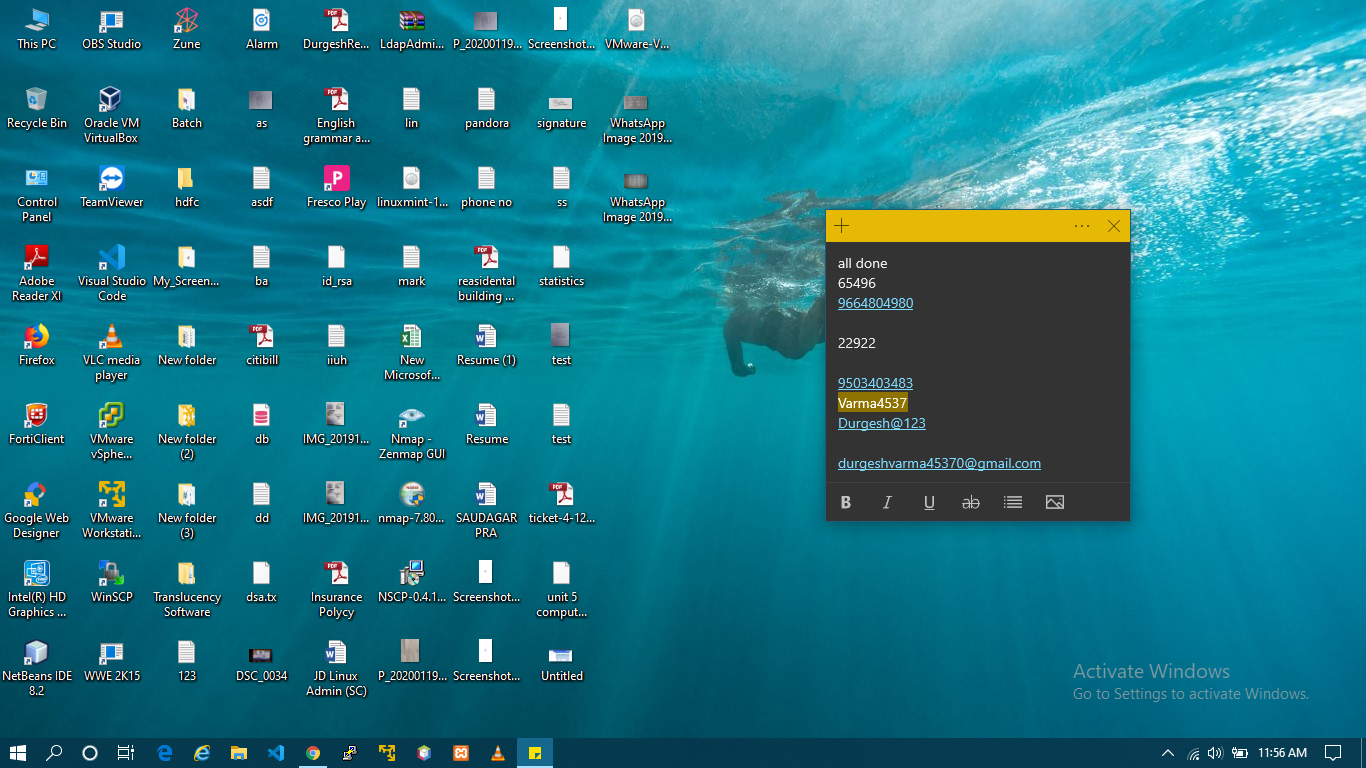 This PC
OBS Studio
Zune
Alarm
DurgeshRe...
LdapAdmi...
P_20200119...
Screenshot...
VMware-V...
Recycle Bin
Oracle VM
VirtualBox
Batch
as
English
grammar a...
lin
pandora
signature
WhatsApp
Image 2019...
Control
Panel
TeamViewer
hdfc
asdf
Fresco Play
linuxmint-1...
phone no
ss
WhatsApp
Image 2019...
Adobe
Reader XI
Visual Studio
Code
My_Screen...
ba
id_rsa
mark
reasidental
building ...
statistics
Firefox
VLC media
player
New folder
citibill
iiuh
New
Microsof...
Resume (1)
test
FortiClient
VMware
vSphe...
New folder
(2)
db
IMG_20191...
Nmap -
Zenmap GUI
Resume
test
Google Web
Designer
VMware
Workstati...
New folder
(3)
dd
IMG_20191...
nmap-7.80...
SAUDAGAR
PRA
ticket-4-12...
Intel(R) HD
Graphics ...
WinSCP
Translucency
Software
dsa.tx
Insurance
Polycy
NSCP-0.4.1...
Screenshot...
unit 5
comput...
NetBeans IDE
8.2
WWE 2K15
123
DSC_0034
JD Linux
Admin (SC)
P_20200119...
Screenshot...
Untitled
all done
65496
9664804980
22922
9503403483
Varma4537
Durgesh@123
durgeshvarma45370@gmail.com
B I U ab
Activate Windows
Go to Settings to activate Windows.
11:56 AM